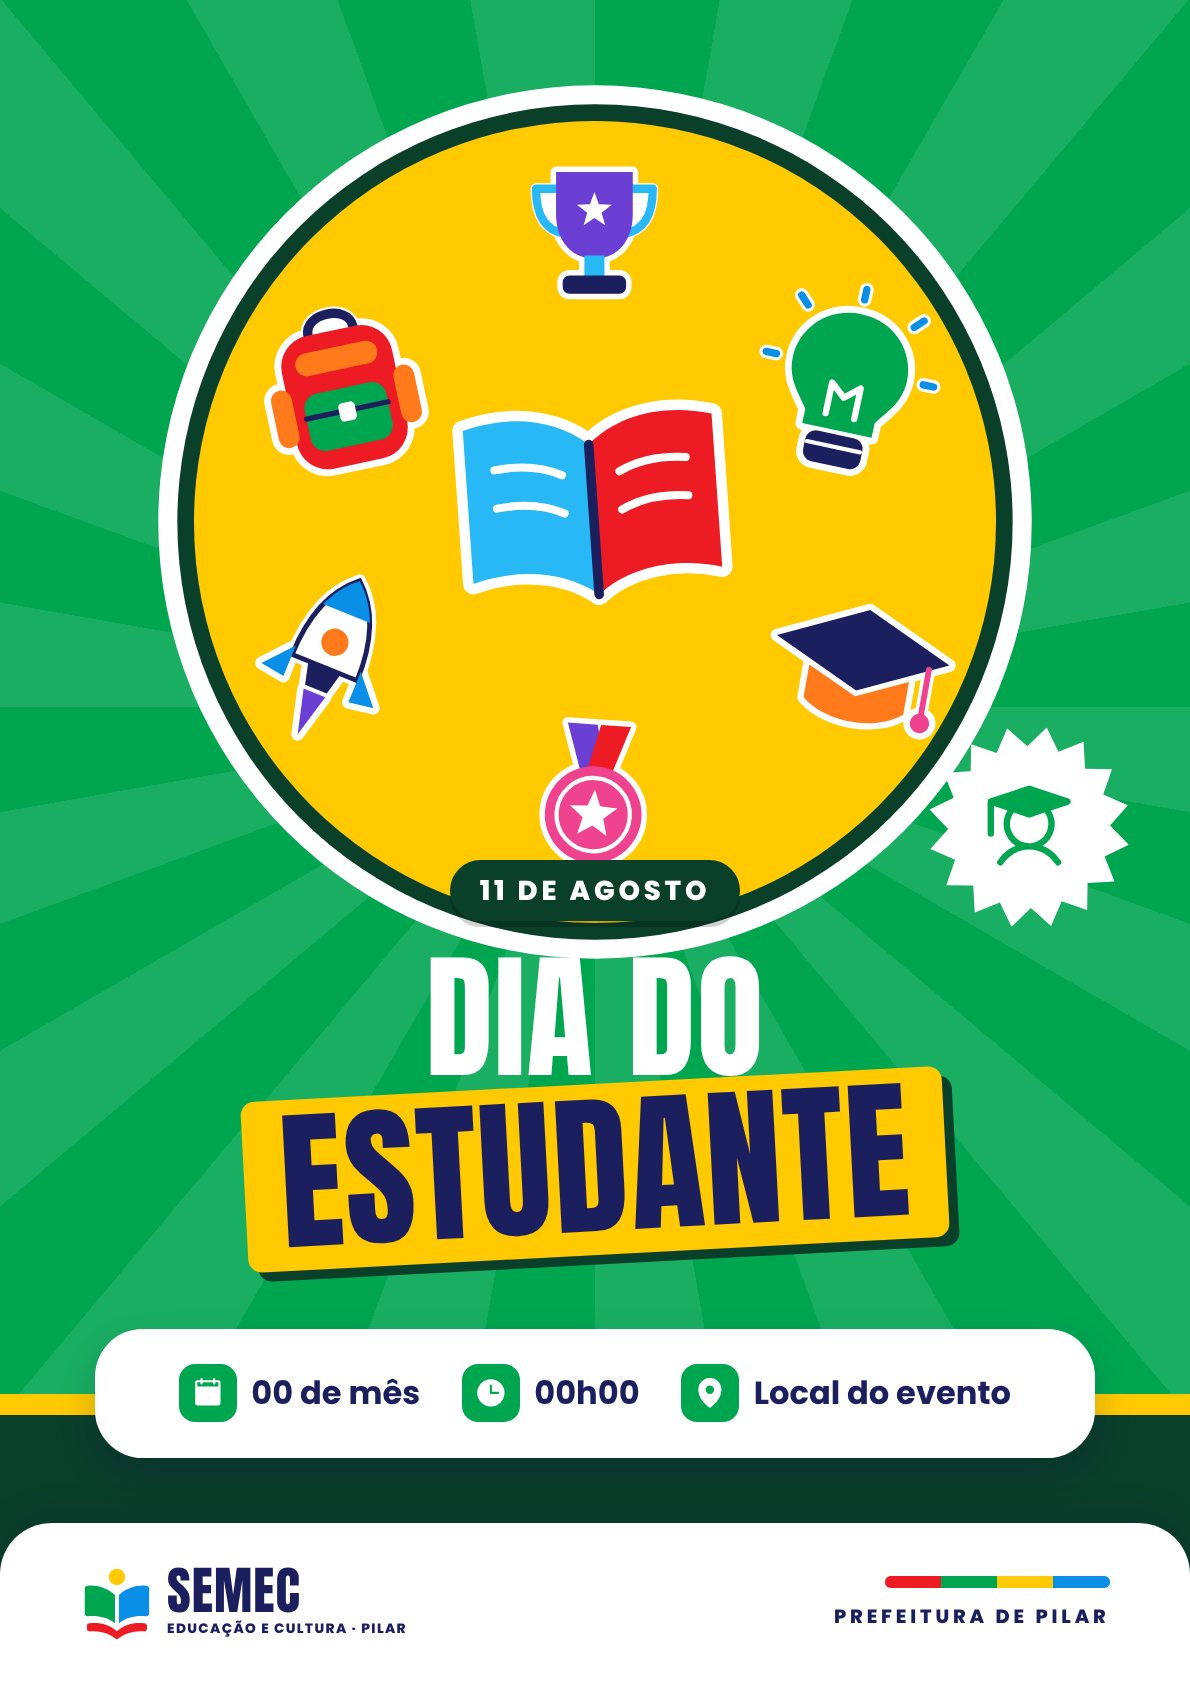 11 DE AGOSTO
DIA DO
ESTUDANTE
00 de mês
00h00
Local do evento
SEMEC
EDUCAÇÃO E CULTURA · PILAR
PREFEITURA DE PILAR